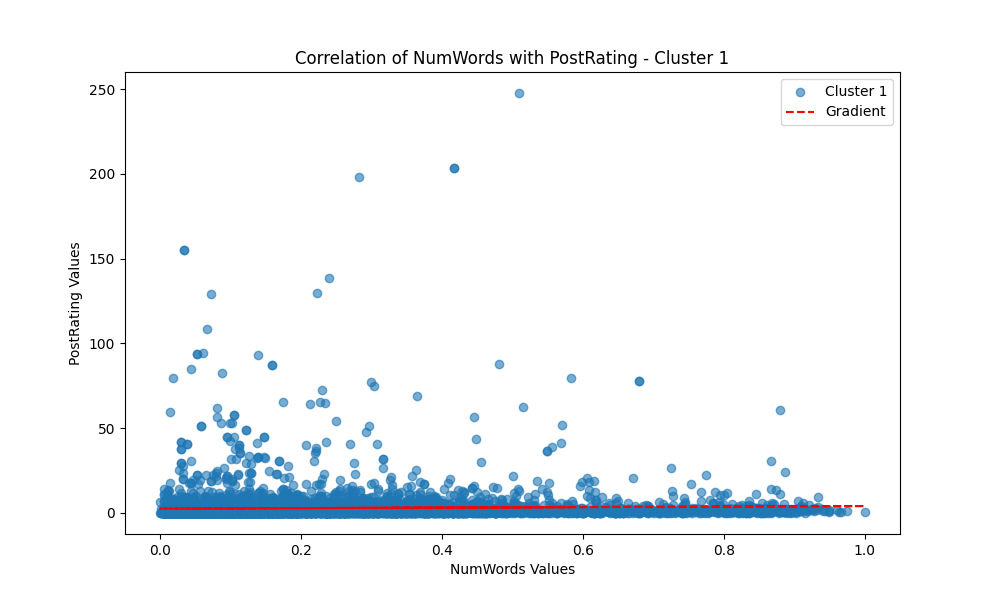 Correlation of NumWords with PostRating - Cluster 1
Cluster 1
Gradient
250
200
150
100
50
0
PostRating Values
0.0 0.2 0.4 0.6 0.8 1.0
NumWords Values